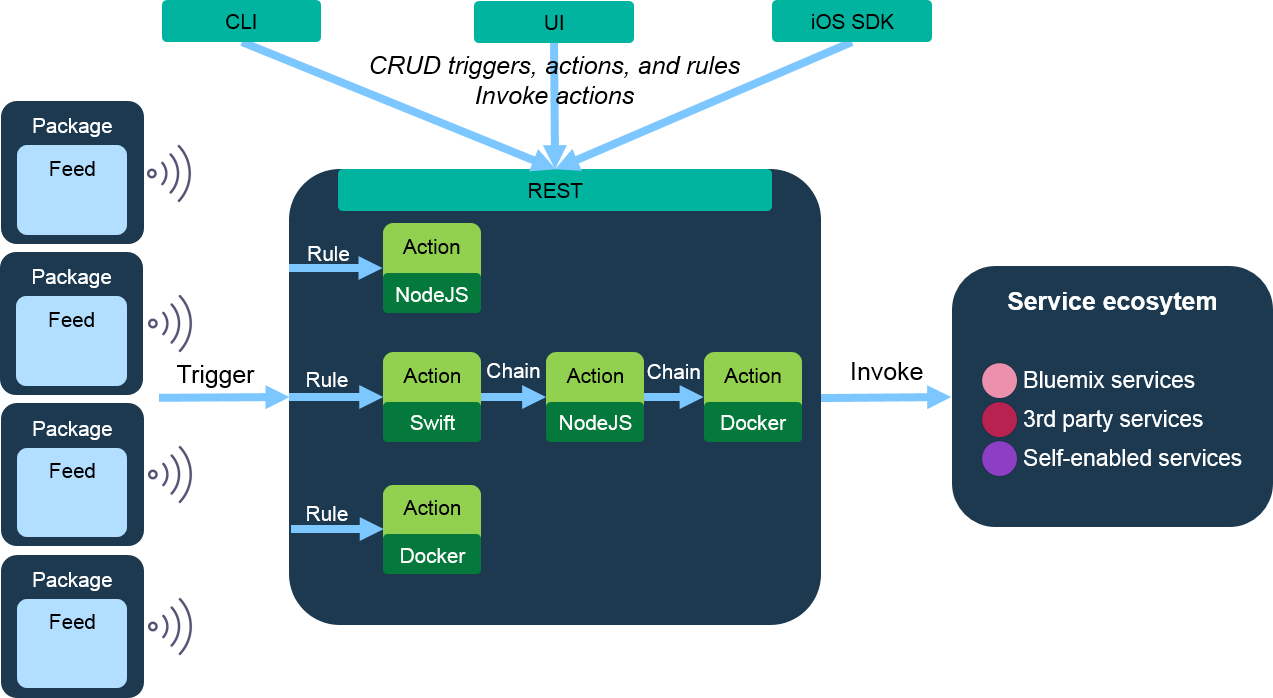 CLI
UI
iOS SDK
CRUD triggers, actions, and rules
Invoke actions
Package
Feed
Package
Feed
Package
Feed
Package
Feed
Trigger
REST
Rule
Action
NodeJS
Rule
Action
Swift
Chain
Action
NodeJS
Chain
Action
Docker
Rule
Action
Docker
Invoke
Service ecosytem
Bluemix services
3rd party services
Self-enabled services